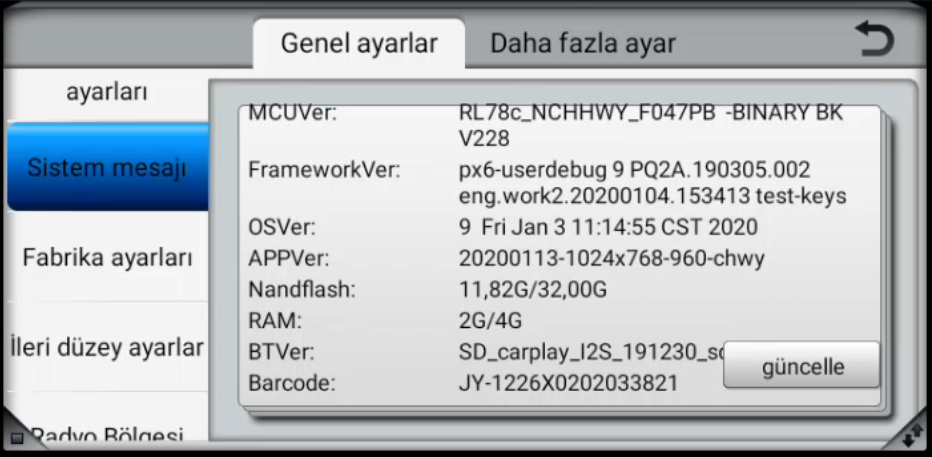 Genel ayarlar
Daha fazla ayar
ayarları
Sistem mesajı
Fabrika ayarları
İleri düzey ayarlar
Radyo Bölgesi
MCUVer: RL78c_NCHHWY_F047PB -BINARY BK
V228
FrameworkVer: px6-userdebug 9 PQ2A.190305.002
eng.work2.20200104.153413 test-keys
OSVer: 9 Fri Jan 3 11:14:55 CST 2020
APPVer: 20200113-1024x768-960-chwy
Nandflash: 11,82G/32,00G
RAM: 2G/4G
BTVer: SD_carplay_I2S_191230_s
Barcode: JY-1226X0202033821
güncelle